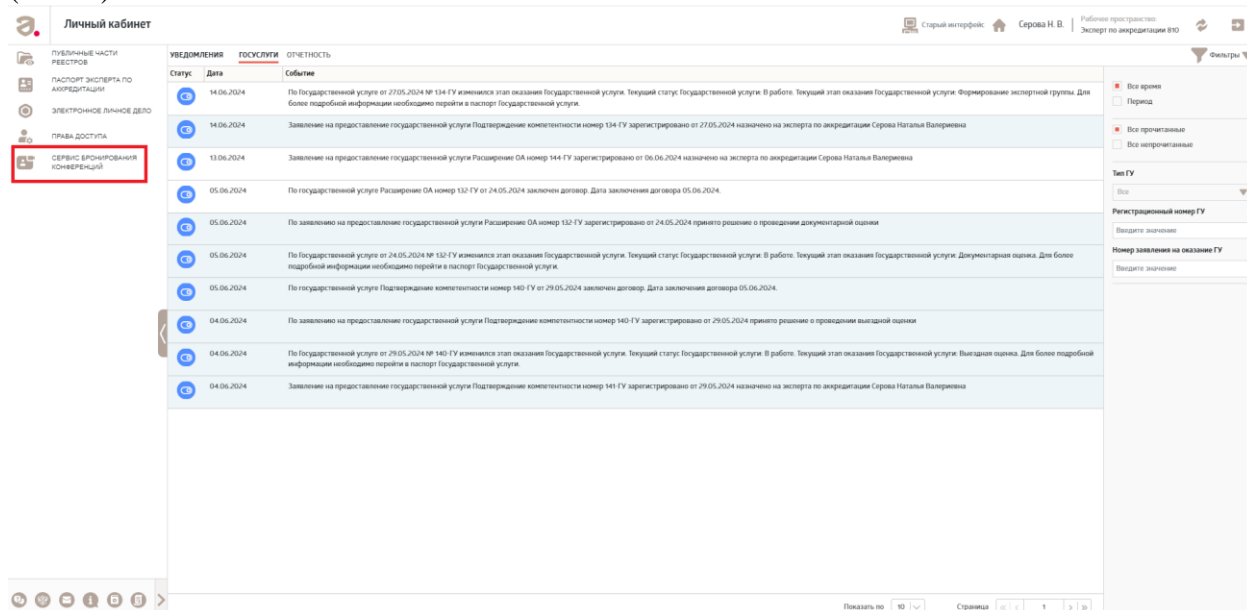 Личный кабинет
Старый интерфейс
Серова Н. В.
Рабочее пространство:
Эксперт по аккредитации 810
ПУБЛИЧНЫЕ ЧАСТИ
РЕЕСТРОВ
ПАСПОРТ ЭКСПЕРТА ПО
АККРЕДИТАЦИИ
ЭЛЕКТРОННОЕ ЛИЧНОЕ ДЕЛО
ПРАВА ДОСТУПА
СЕРВИС БРОНИРОВАНИЯ
КОНФЕРЕНЦИЙ
УВЕДОМЛЕНИЯ ГОСУСЛУГИ ОТЧЕТНОСТЬ
Фильтры
Статус Дата Событие
14.06.2024 По Государственной услуге от 27.05.2024 № 134-ГУ изменился этап оказания Государственной услуги. Текущий статус Государственной услуги: В работе. Текущий этап оказания Государственной услуги: Формирование экспертной группы. Для
более подробной информации необходимо перейти в паспорт Государственной услуги.
14.06.2024 Заявление на предоставление государственной услуги Подтверждение компетентности номер 134-ГУ зарегистрировано от 27.05.2024 назначено на эксперта по аккредитации Серова Наталья Валериевна
13.06.2024 Заявление на предоставление государственной услуги Расширение ОА номер 144-ГУ зарегистрировано от 06.06.2024 назначено на эксперта по аккредитации Серова Наталья Валериевна
05.06.2024 По государственной услуге Расширение ОА номер 132-ГУ от 24.05.2024 заключен договор. Дата заключения договора 05.06.2024.
05.06.2024 По заявлению на предоставление государственной услуги Расширение ОА номер 132-ГУ зарегистрировано от 24.05.2024 принято решение о проведении документарной оценки
05.06.2024 По Государственной услуге от 24.05.2024 № 132-ГУ изменился этап оказания Государственной услуги. Текущий статус Государственной услуги: В работе. Текущий этап оказания Государственной услуги: Документарная оценка. Для более
подробной информации необходимо перейти в паспорт Государственной услуги.
05.06.2024 По государственной услуге Подтверждение компетентности номер 140-ГУ от 29.05.2024 заключен договор. Дата заключения договора 05.06.2024.
04.06.2024 По заявлению на предоставление государственной услуги Подтверждение компетентности номер 140-ГУ зарегистрировано от 29.05.2024 принято решение о проведении выездной оценки
04.06.2024 По Государственной услуге от 29.05.2024 № 140-ГУ изменился этап оказания Государственной услуги. Текущий статус Государственной услуги: В работе. Текущий этап оказания Государственной услуги: Выездная оценка. Для более подробной
информации необходимо перейти в паспорт Государственной услуги.
04.06.2024 Заявление на предоставление государственной услуги Подтверждение компетентности номер 141-ГУ зарегистрировано от 29.05.2024 назначено на эксперта по аккредитации Серова Наталья Валериевна
Все время
Период
Все прочитанные
Все непрочитанные
Тип ГУ
Все
Регистрационный номер ГУ
Введите значение
Номер заявления на оказание ГУ
Введите значение
Показать по 10 Страница 1